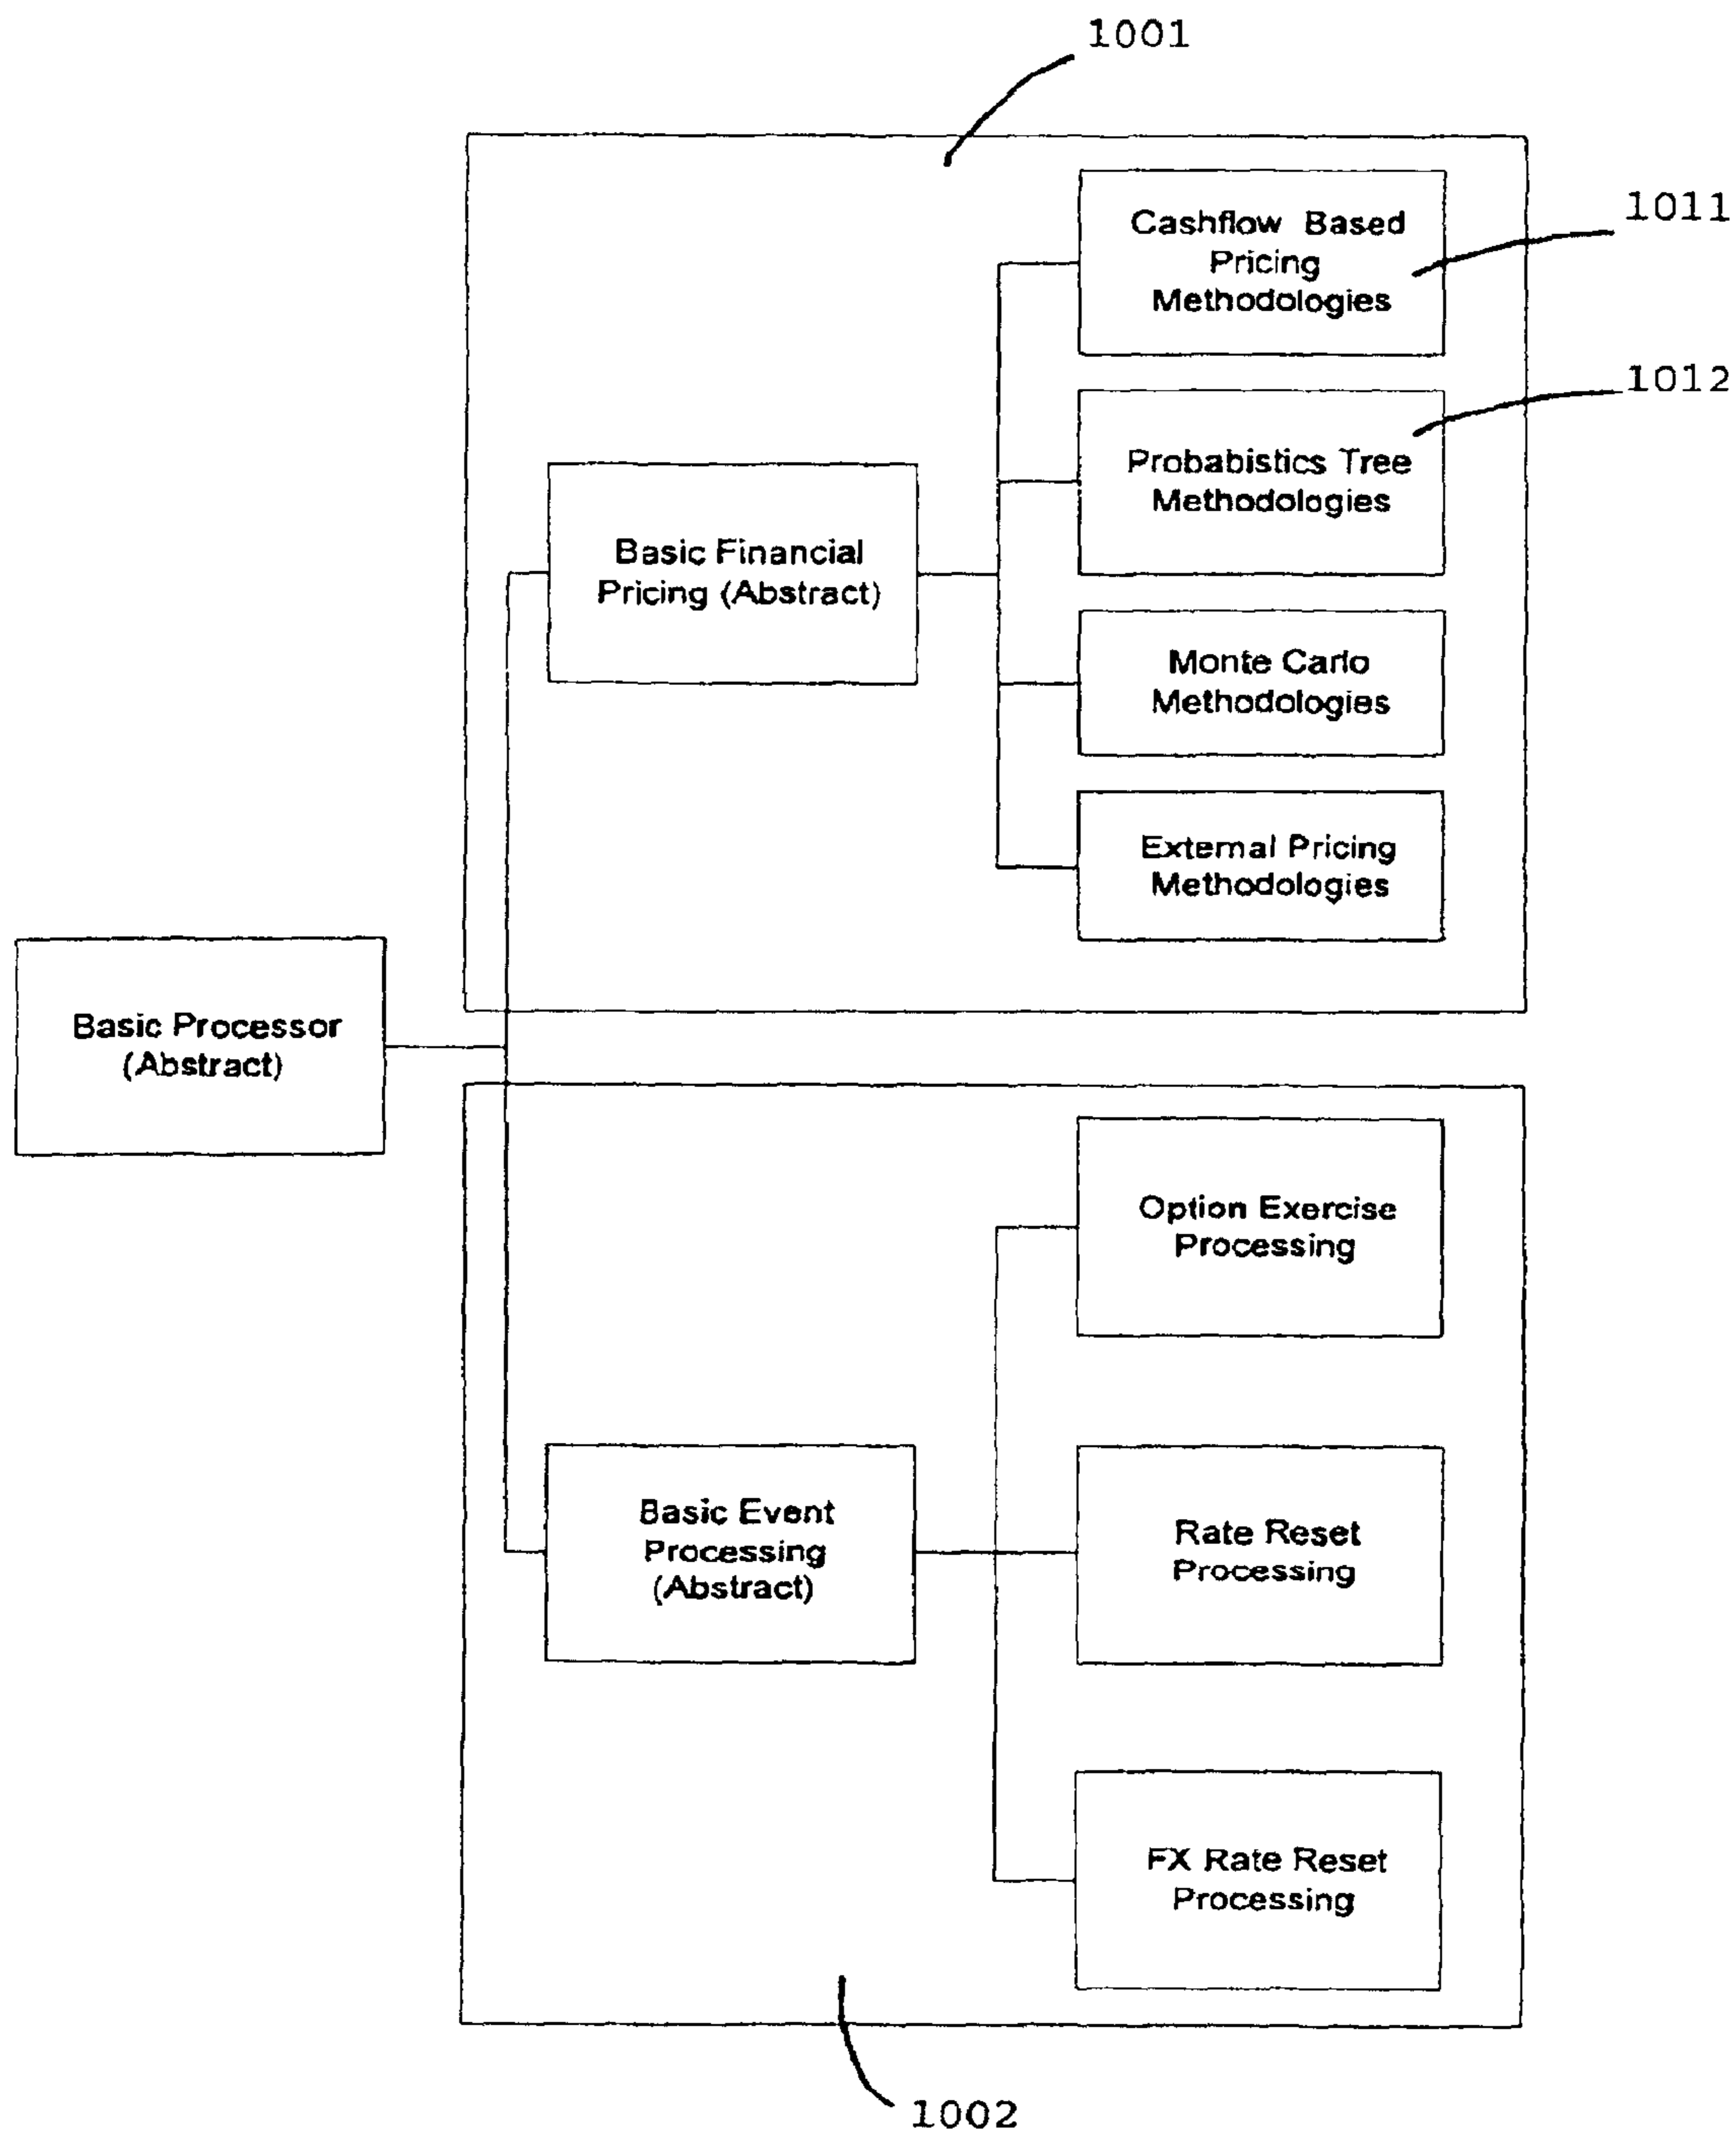 1001
Cashflow Based
Pricing
Methodologies
1011
Probabistics Tree
Methodologies
1012
Basic Financial
Pricing (Abstract)
Monte Carlo
Methodologies
External Pricing
Methodologies
Basic Processor
(Abstract)
Option Exercise
Processing
Basic Event
Processing
(Abstract)
Rate Reset
Processing
FX Rate Reset
Processing
1002